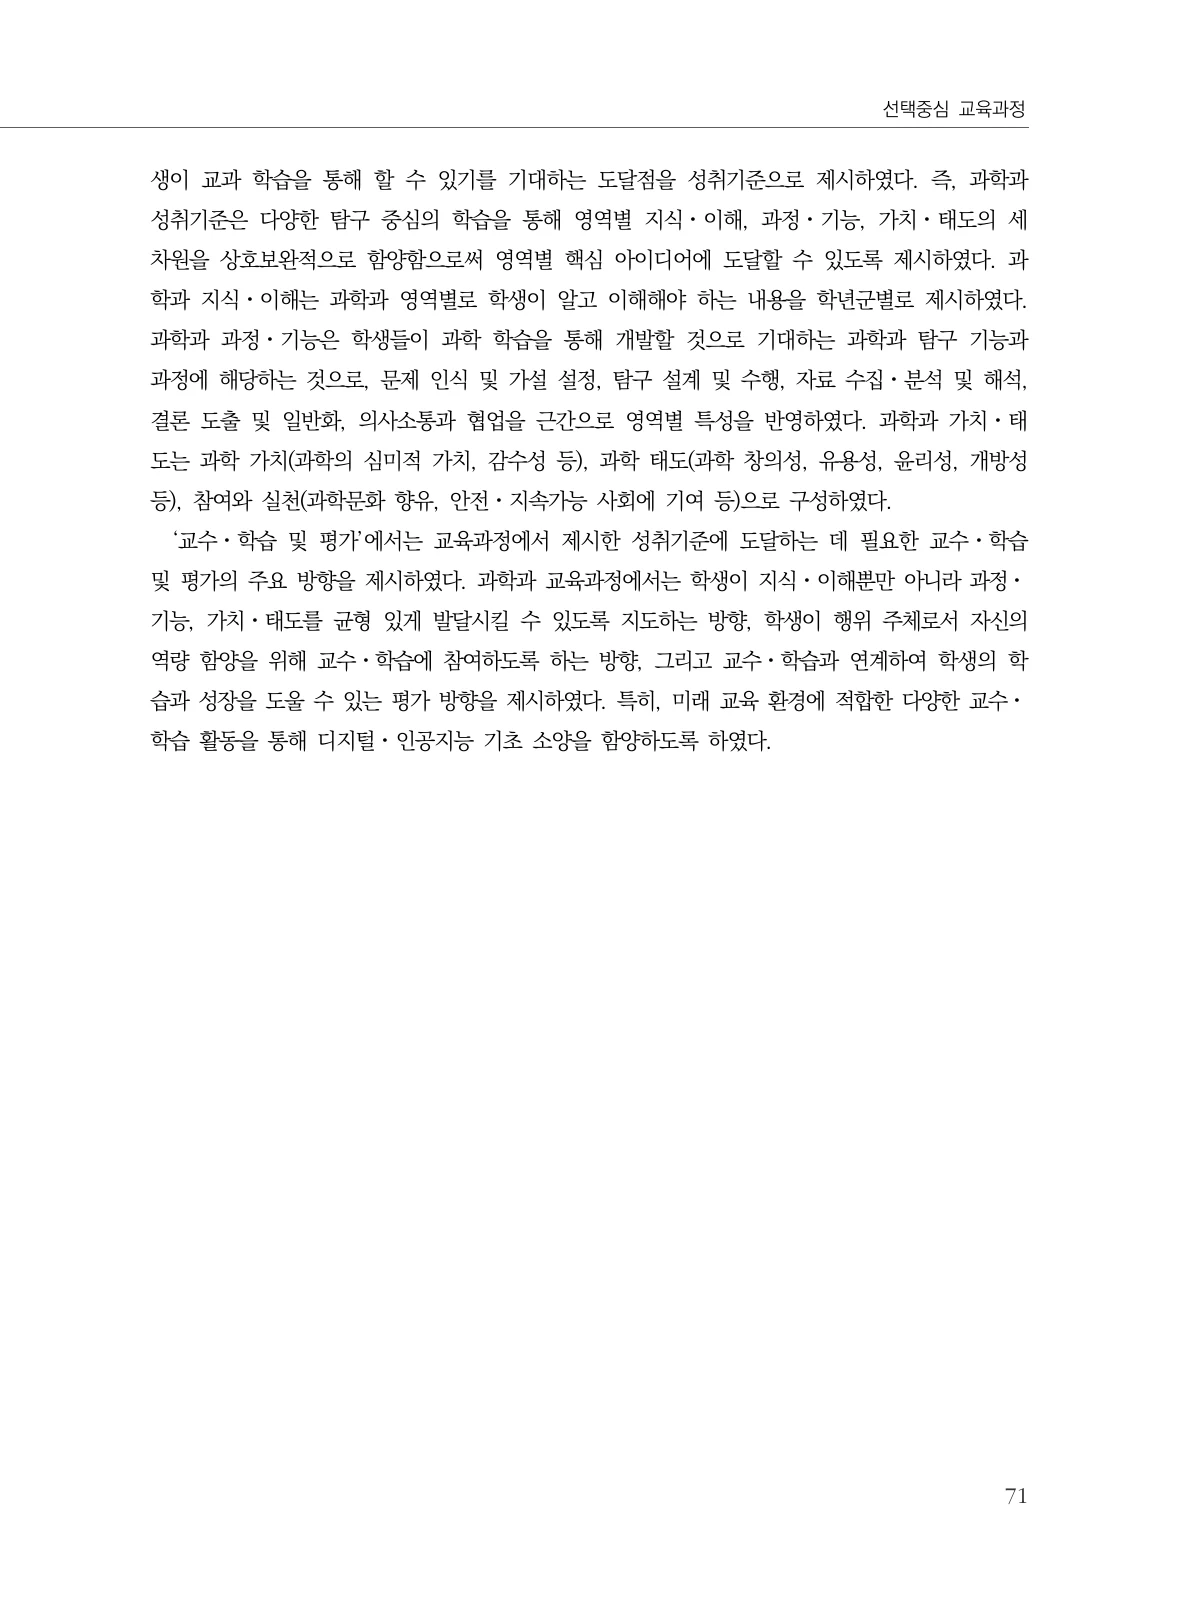 선택중심 교육과정
생이 교과 학습을 통해 할 수 있기를 기대하는 도달점을 성취기준으로 제시하였다. 즉, 과학과
성취기준은 다양한 탐구 중심의 학습을 통해 영역별 지식・이해, 과정・기능, 가치・태도의 세
차원을 상호보완적으로 함양함으로써 영역별 핵심 아이디어에 도달할 수 있도록 제시하였다. 과
학과 지식・이해는 과학과 영역별로 학생이 알고 이해해야 하는 내용을 학년군별로 제시하였다.
과학과 과정・기능은 학생들이 과학 학습을 통해 개발할 것으로 기대하는 과학과 탐구 기능과
과정에 해당하는 것으로, 문제 인식 및 가설 설정, 탐구 설계 및 수행, 자료 수집・분석 및 해석,
결론 도출 및 일반화, 의사소통과 협업을 근간으로 영역별 특성을 반영하였다. 과학과 가치・태
도는 과학 가치(과학의 심미적 가치, 감수성 등), 과학 태도(과학 창의성, 유용성, 윤리성, 개방성
등), 참여와 실천(과학문화 향유, 안전・지속가능 사회에 기여 등)으로 구성하였다.
‘교수・학습 및 평가’에서는 교육과정에서 제시한 성취기준에 도달하는 데 필요한 교수・학습
및 평가의 주요 방향을 제시하였다. 과학과 교육과정에서는 학생이 지식・이해뿐만 아니라 과정・
기능, 가치・태도를 균형 있게 발달시킬 수 있도록 지도하는 방향, 학생이 행위 주체로서 자신의
역량 함양을 위해 교수・학습에 참여하도록 하는 방향, 그리고 교수・학습과 연계하여 학생의 학
습과 성장을 도울 수 있는 평가 방향을 제시하였다. 특히, 미래 교육 환경에 적합한 다양한 교수・
학습 활동을 통해 디지털・인공지능 기초 소양을 함양하도록 하였다.
71